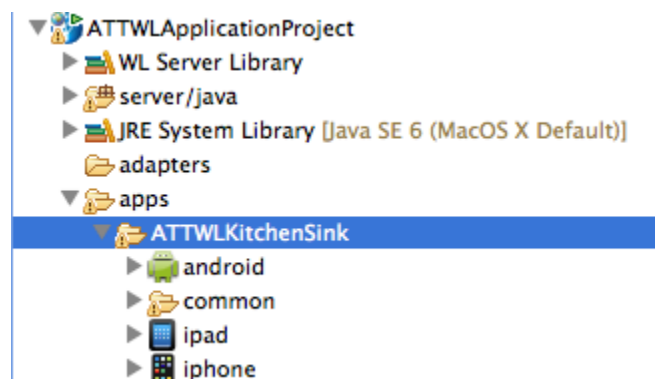 ATTWLApplicationProject
WL Server Library
server/java
JRE System Library [Java SE 6 (MacOS X Default)]
adapters
apps
ATTWLKitchenSink
android
common
ipad
iphone